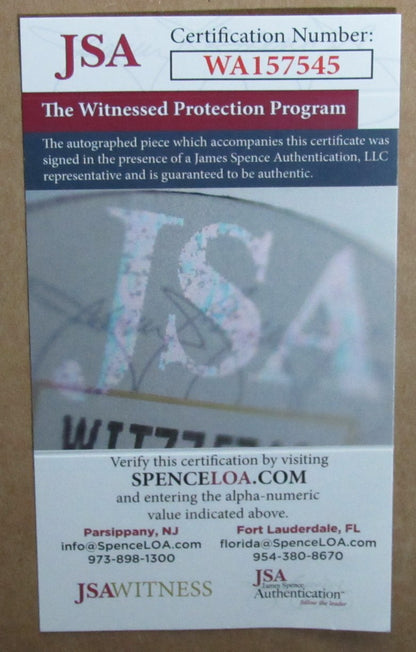 JSA
Certification Number:
WA157545
The Witnessed Protection Program
The autographed piece which accompanies this certificate was
signed in the presence of a James Spence Authentication, LLC
representative and is guaranteed to be authentic.
JSA
Verify this certification by visiting
SPENCELOA.COM
and entering the alpha-numeric
value indicated above.
Parsippany, NJ
info@SpenceLOA.com
973-898-1300
Fort Lauderdale, FL
florida@SpenceLOA.com
954-380-8670
JSAWITNESS
JSA
James Spence
Authentication
follow the leader